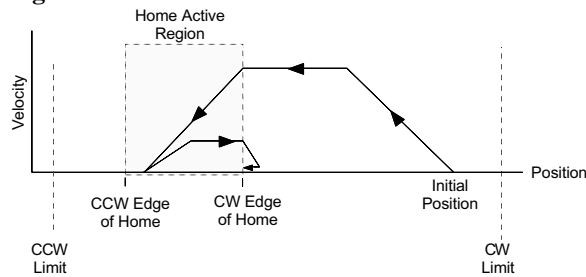 Home Active
Region
Velocity
Position
CCW Edge
of Home
CW Edge
of Home
Initial
Position
CCW
Limit
CW
Limit